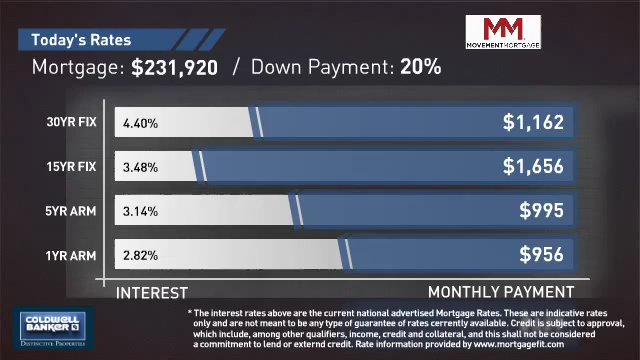 Today's Rates
MM
MOVEMENT MORTGAGE
Mortgage: $231,920 / Down Payment: 20%
30YR FIX 4.40% $1,162
15YR FIX 3.48% $1,656
5YR ARM 3.14% $995
1YR ARM 2.82% $956
INTEREST MONTHLY PAYMENT
COLDWELL
BANKER
DISTINCTIVE PROPERTIES
* The interest rates above are the current national advertised Mortgage Rates. These are indicative rates
only and are not meant to be any type of guarantee of rates cerrently available. Credit is subject to approval,
which include, among other qualifiers, income, credit and collateral, and this shall not be considered
a commitment to lend or externd credit. Rate information provided by www.mortgagefit.com